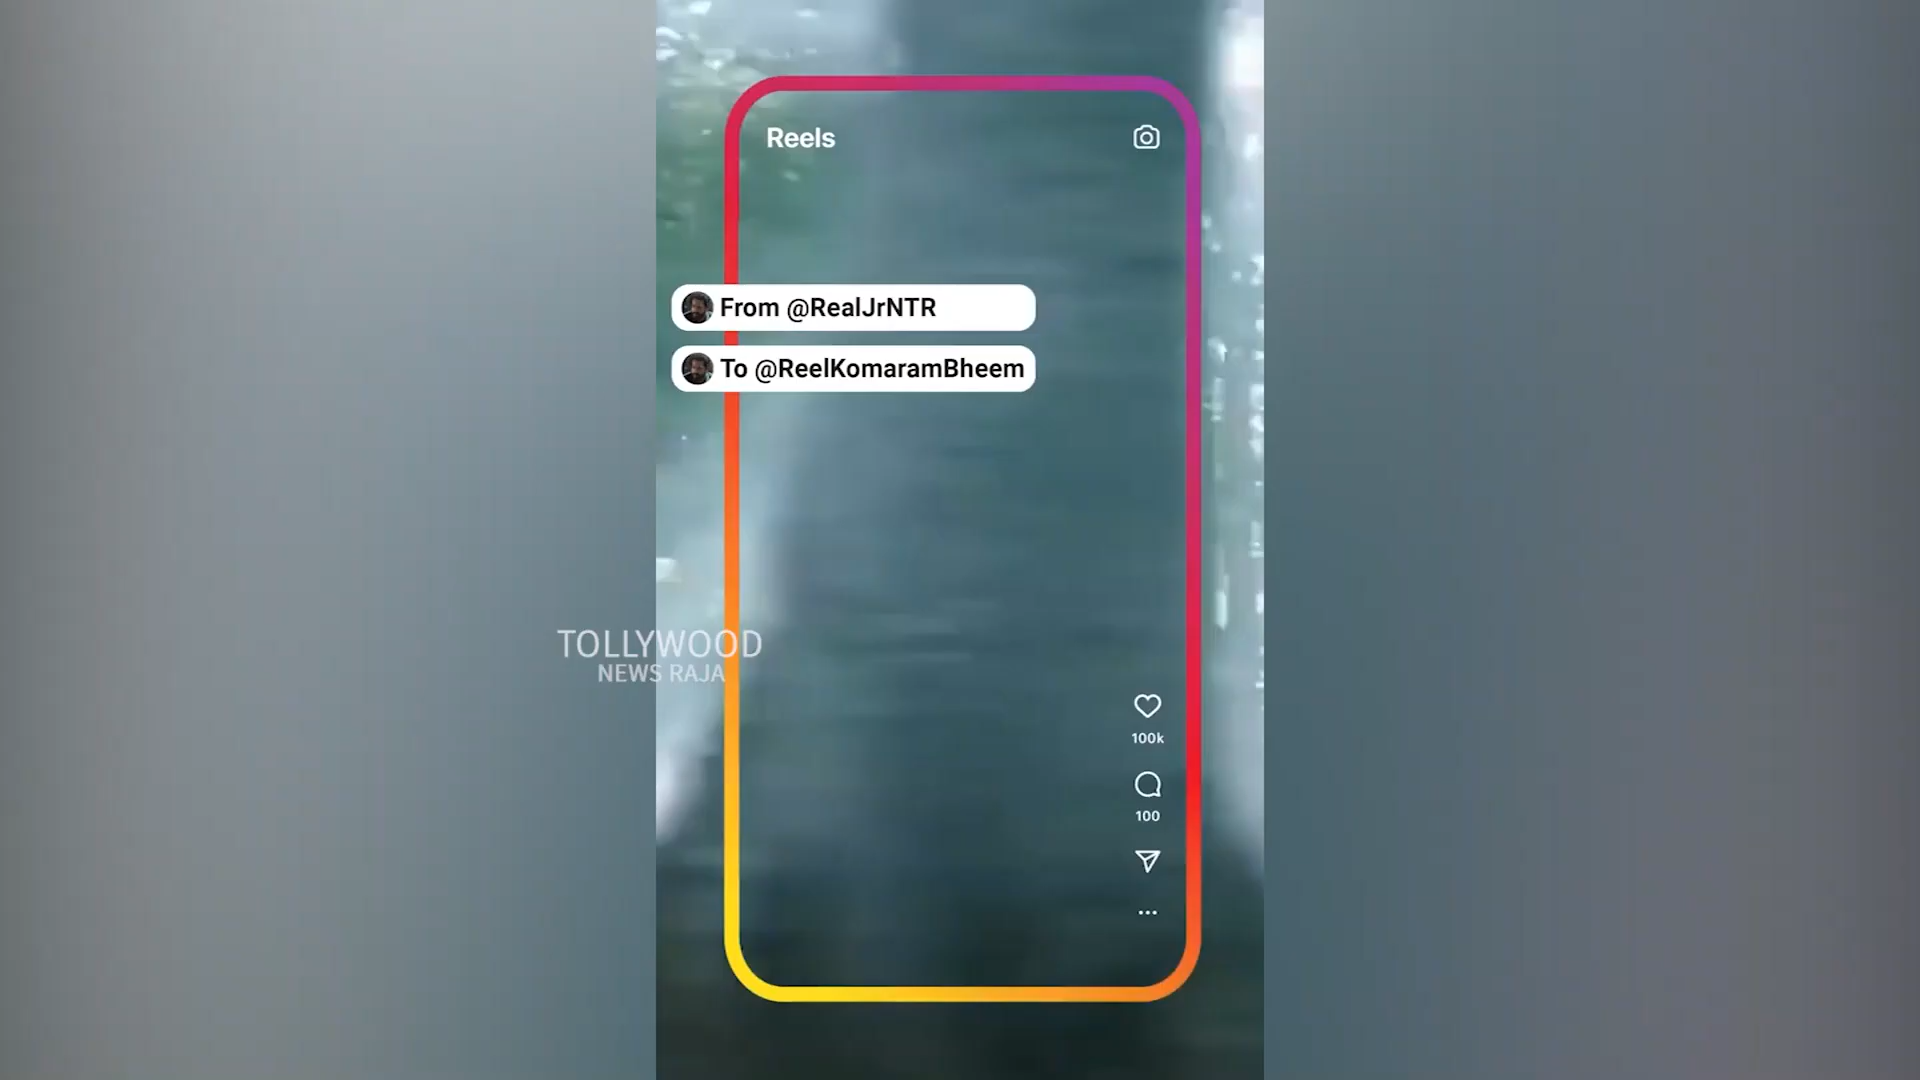 Reels
From @RealJrNTR
To @ReelKomaramBheem
TOLLYWOOD
NEWS RAJA
100k
100